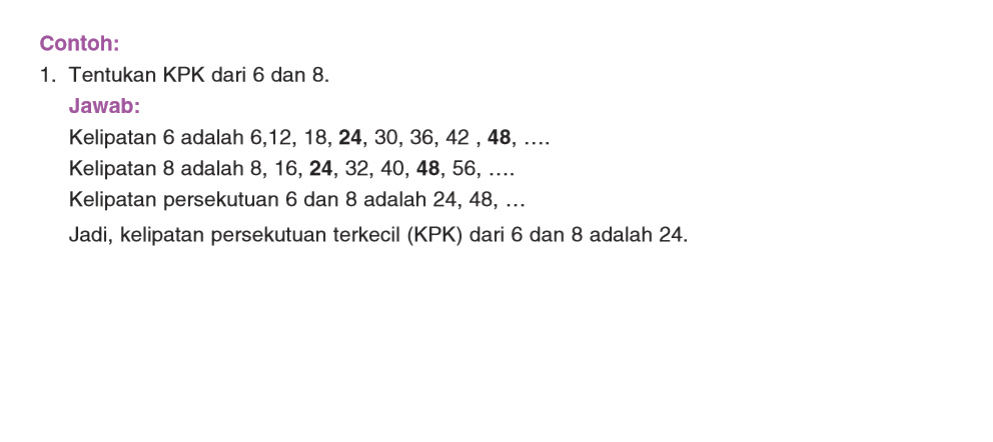 Contoh:
1. Tentukan KPK dari 6 dan 8.
Jawab:
Kelipatan 6 adalah 6,12, 18, 24, 30, 36, 42 , 48, ….
Kelipatan 8 adalah 8, 16, 24, 32, 40, 48, 56, ….
Kelipatan persekutuan 6 dan 8 adalah 24, 48, …
Jadi, kelipatan persekutuan terkecil (KPK) dari 6 dan 8 adalah 24.